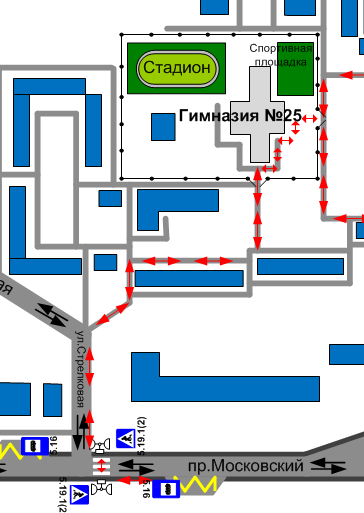 Спортивная
площадка
Стадион
Гимназия №25
ая
ул.Стрелковая
5.16
5.19.1(2)
пр.Московский
5.19.1(2
5.16